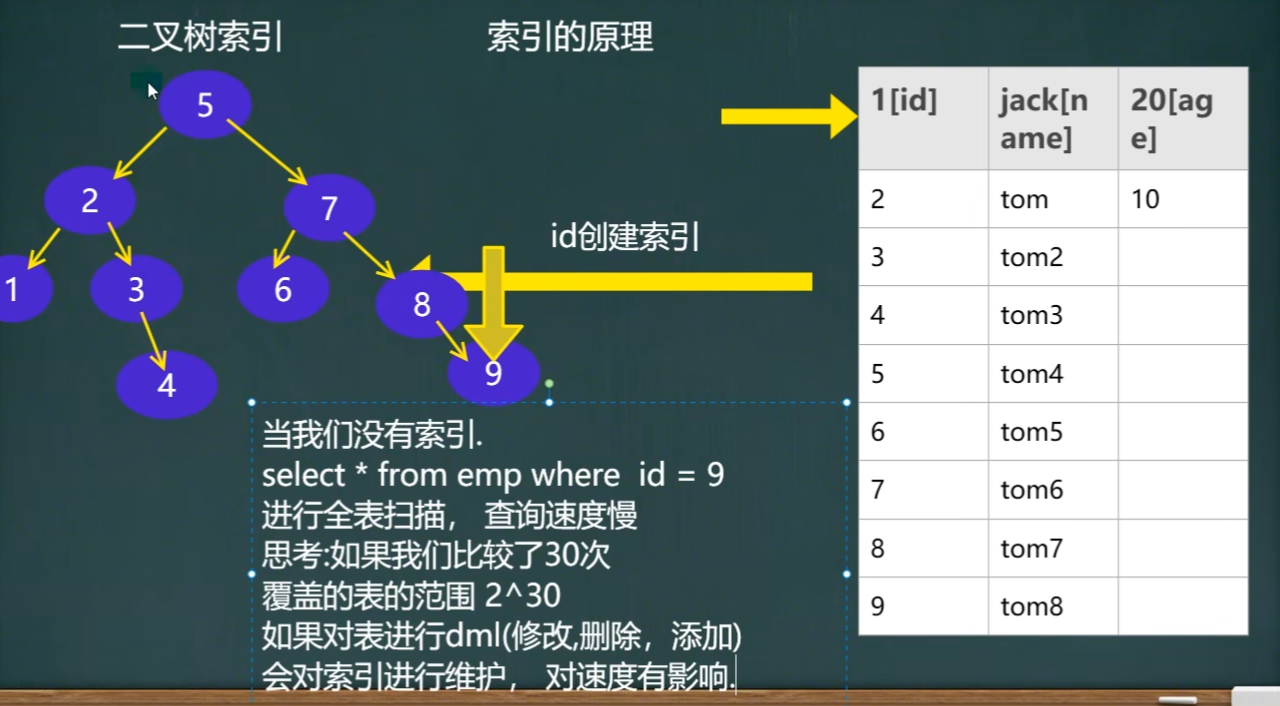 二叉树索引
索引的原理
5
2
7
1
3
6
8
4
9
id创建索引
当我们没有索引.
select * from emp where  id = 9
进行全表扫描， 查询速度慢
思考:如果我们比较了30次
覆盖的表的范围 2^30
如果对表进行dml(修改,删除，添加)
会对索引进行维护， 对速度有影响.
1[id] jack[n 20[ag
ame] e]
2 tom 10
3 tom2
4 tom3
5 tom4
6 tom5
7 tom6
8 tom7
9 tom8